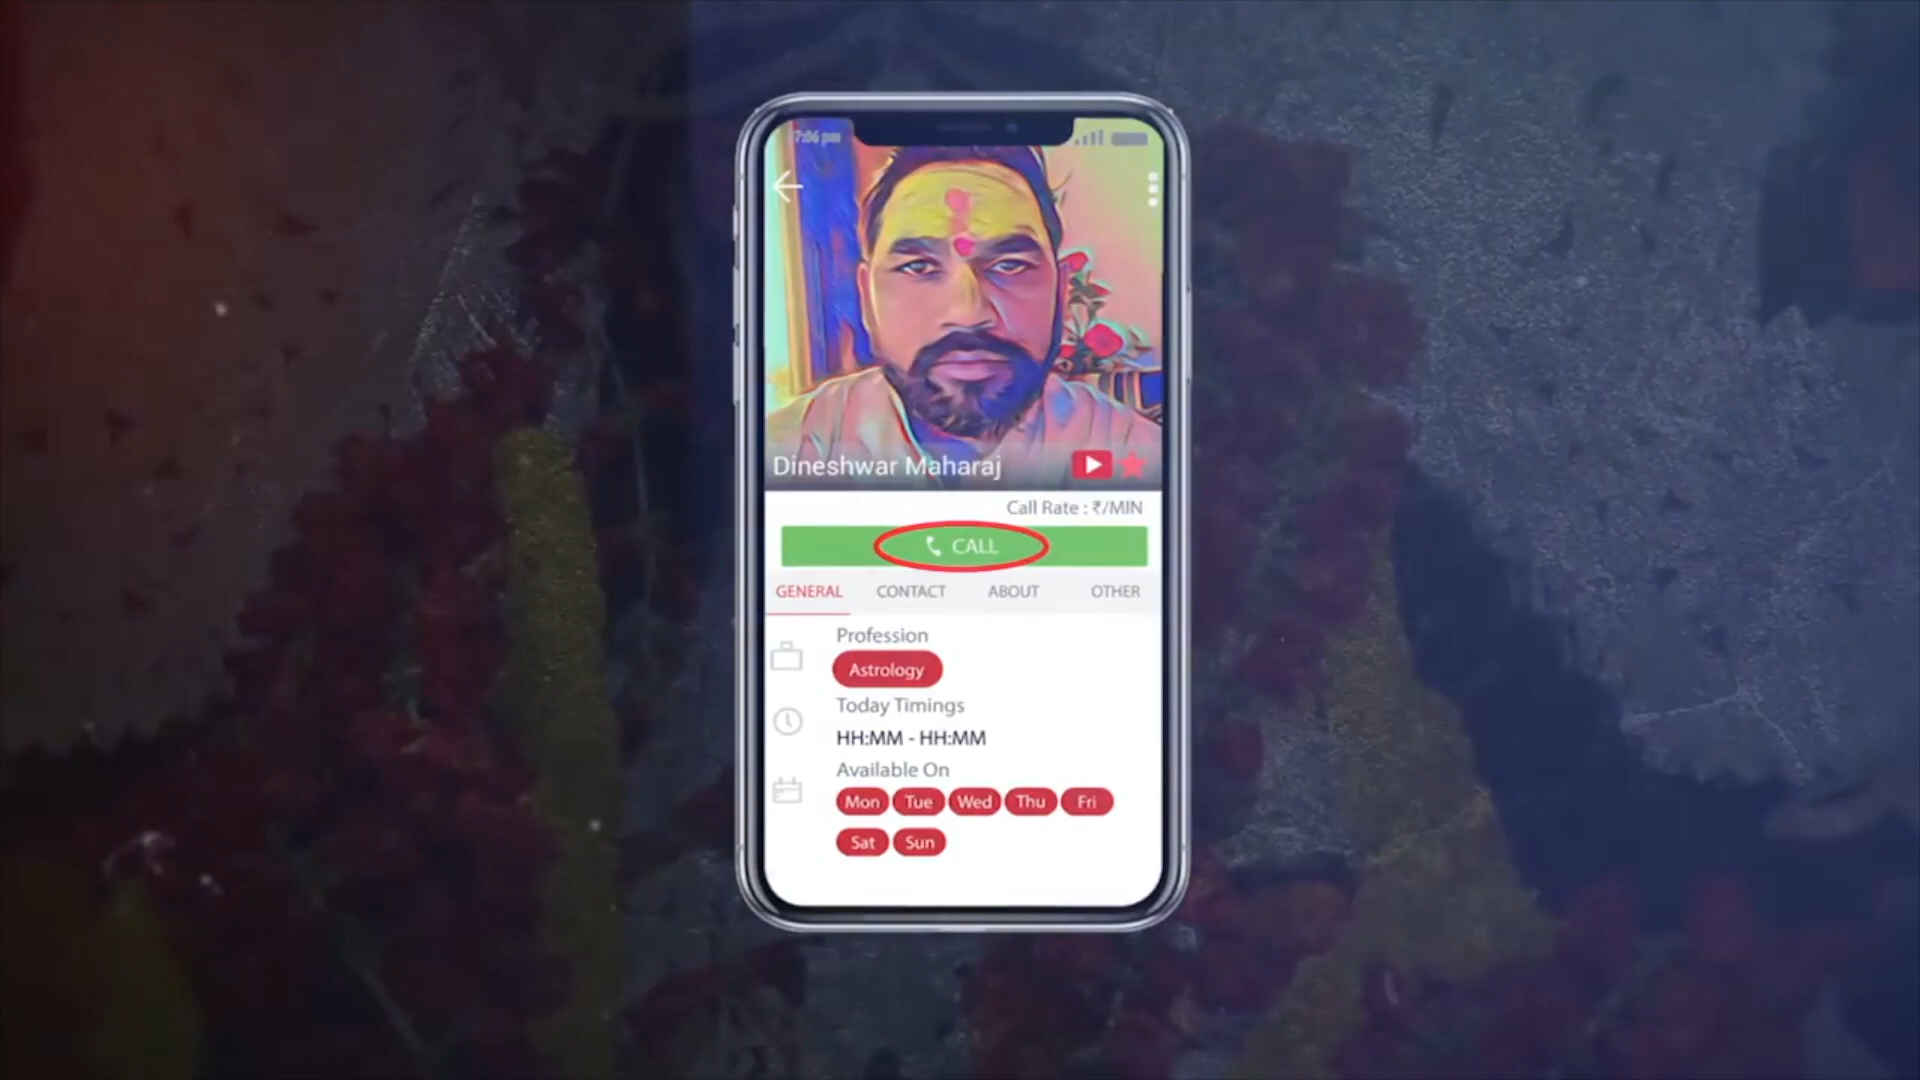 7:06 pm
Dineshwar Maharaj
Call Rate : ₹/MIN
CALL
GENERAL CONTACT ABOUT OTHER
Profession
Astrology
Today Timings
HH:MM - HH:MM
Available On
Mon Tue Wed Thu Fri
Sat Sun